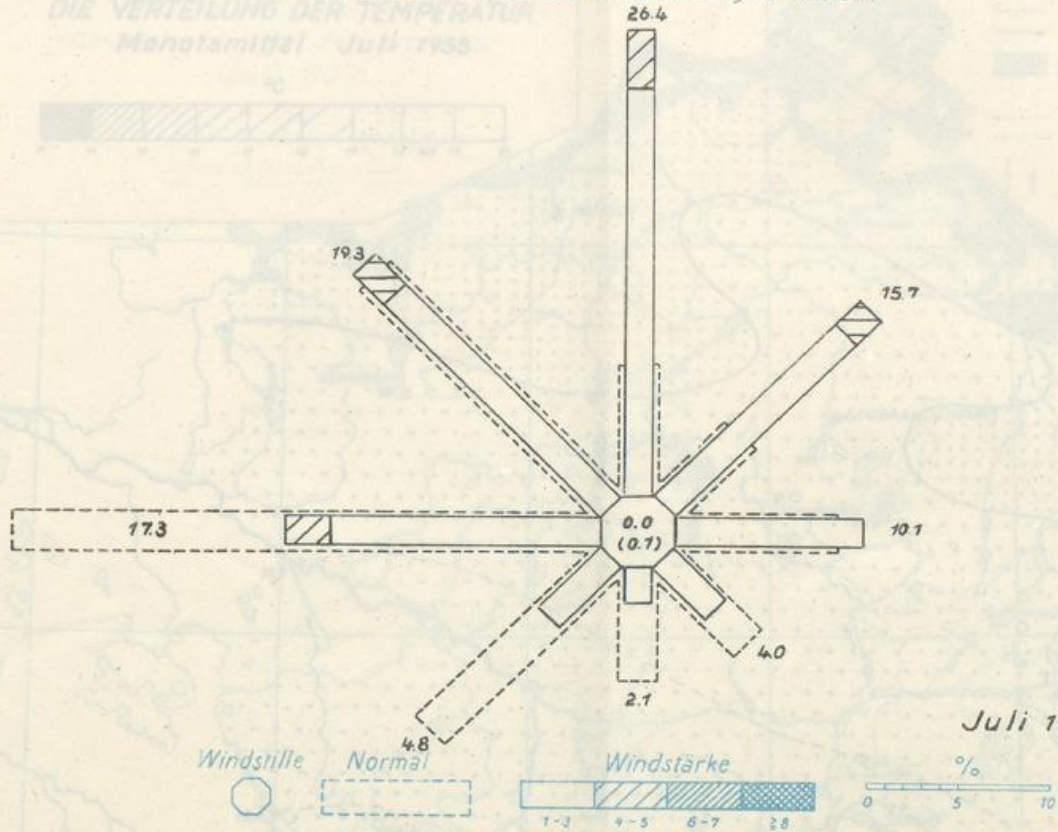 DIE VERTEILUNG DER TEMPERATUR
Monatsmittel Juli 1955
°C
26.4
19.3
15.7
17.3
0.0
(0.1)
10.1
4.0
2.1
4.8
Juli 1
Windstille
Normal
Windstärke
%
1-3 4-5 6-7 ≥8
0 5 10